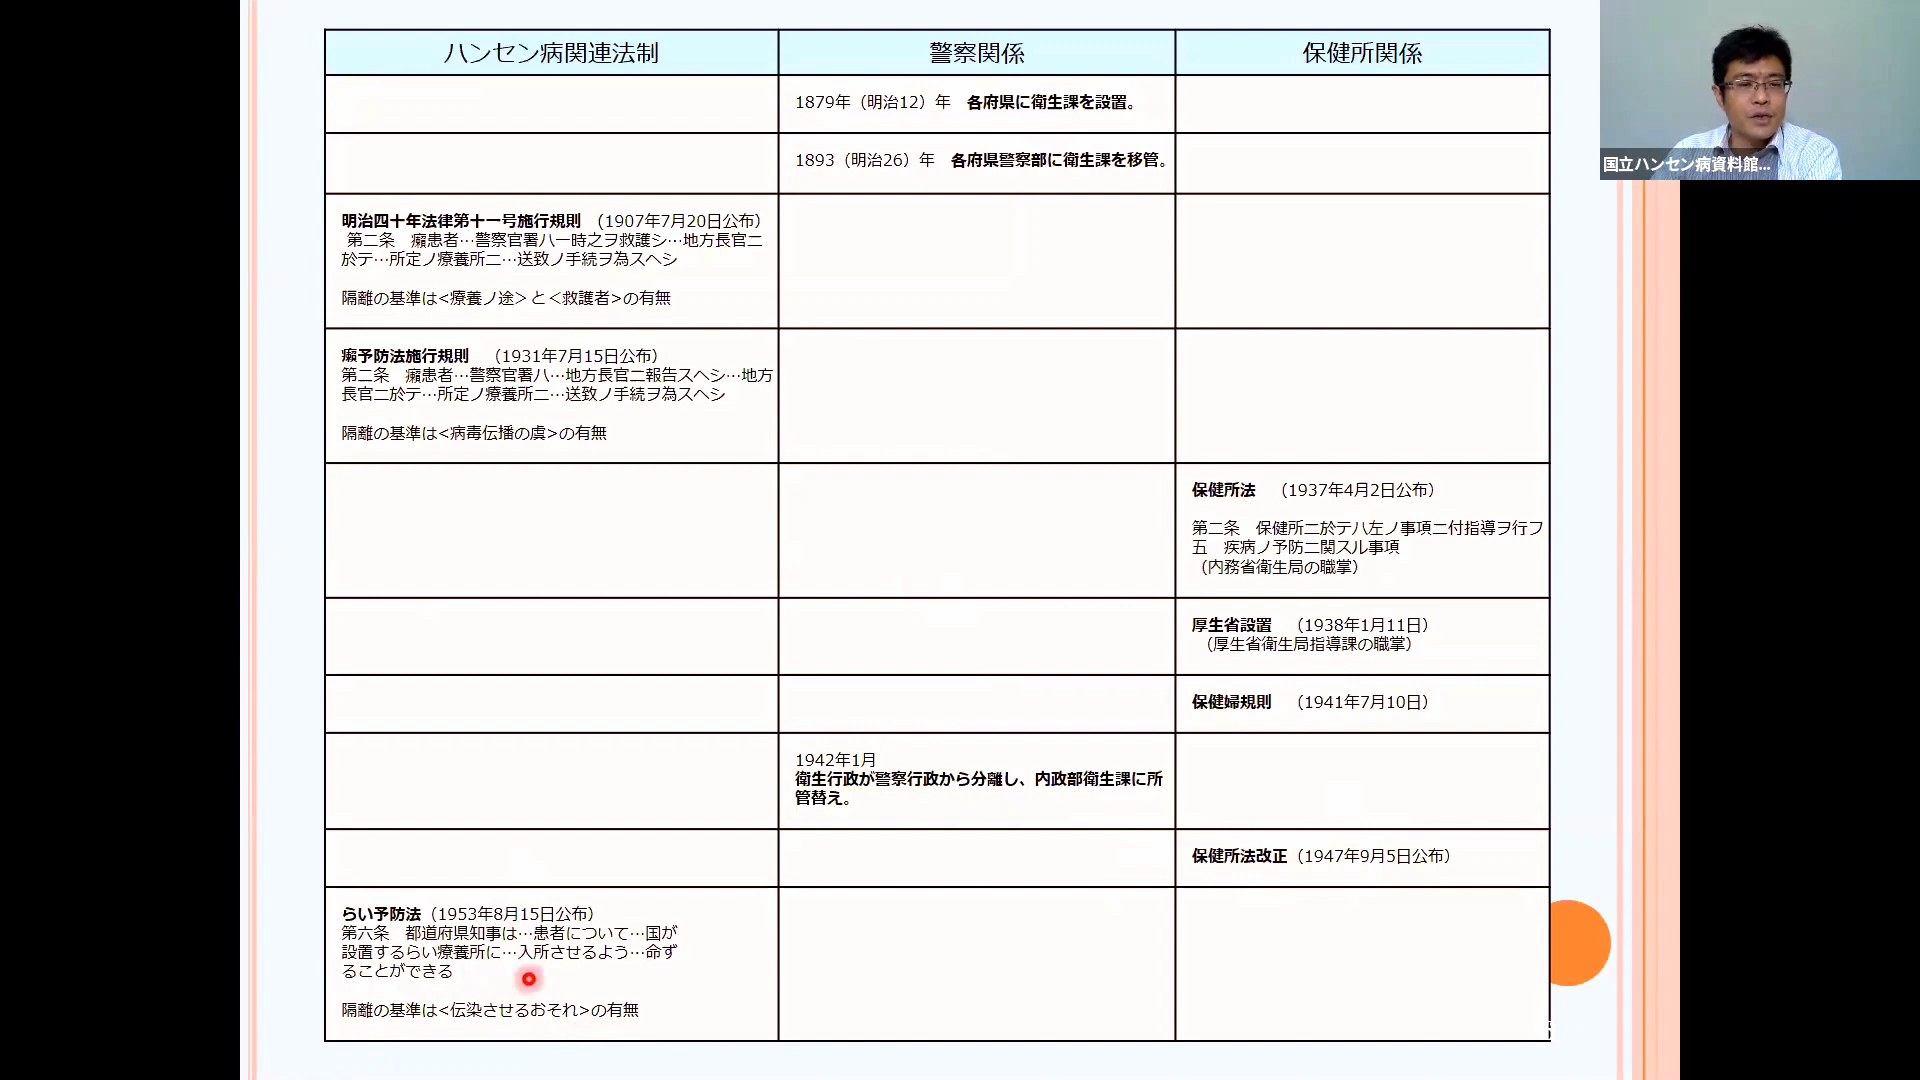 ハンセン病関連法制
警察関係
保健所関係
1879年（明治12）年　各府県に衛生課を設置。
1893（明治26）年　各府県警察部に衛生課を移管。
明治四十年法律第十一号施行規則　（1907年7月20日公布）
第二条　癩患者…警察官署ハ一時之ヲ救護シ…地方長官ニ
於テ…所定ノ療養所ニ…送致ノ手続ヲ為スヘシ
隔離の基準は<療養ノ途>と<救護者>の有無
癩予防法施行規則　（1931年7月15日公布）
第二条　癩患者…警察官署ハ…地方長官ニ報告スヘシ…地方
長官ニ於テ…所定ノ療養所ニ…送致ノ手続ヲ為スヘシ
隔離の基準は<病毒伝播の虞>の有無
保健所法　（1937年4月2日公布）
第二条　保健所ニ於テハ左ノ事項ニ付指導ヲ行フ
五　疾病ノ予防ニ関スル事項
（内務省衛生局の職掌）
厚生省設置　（1938年1月11日）
（厚生省衛生局指導課の職掌）
保健婦規則　（1941年7月10日）
1942年1月
衛生行政が警察行政から分離し、内政部衛生課に所
管替え。
保健所法改正（1947年9月5日公布）
らい予防法（1953年8月15日公布）
第六条　都道府県知事は…患者について…国が
設置するらい療養所に…入所させるよう…命ず
ることができる
隔離の基準は<伝染させるおそれ>の有無
国立ハンセン病資料館...